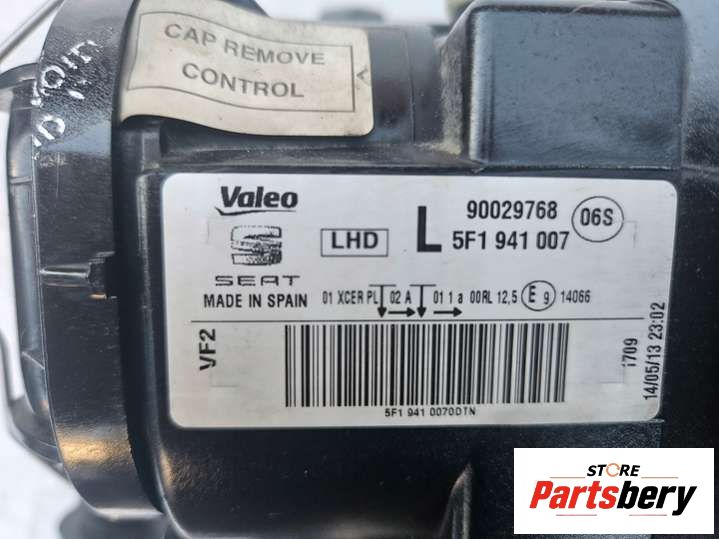 CAP REMOVE
CONTROL
Valeo
LHD
L
90029768
06S
5F1 941 007
SEAT
MADE IN SPAIN
01 XCER PL 02 A 01 1 a 00RL 12,5 E 9 14066
VF2
1709
14/05/13 23:02
5F1 941 0070DTN
STORE
Partsbery